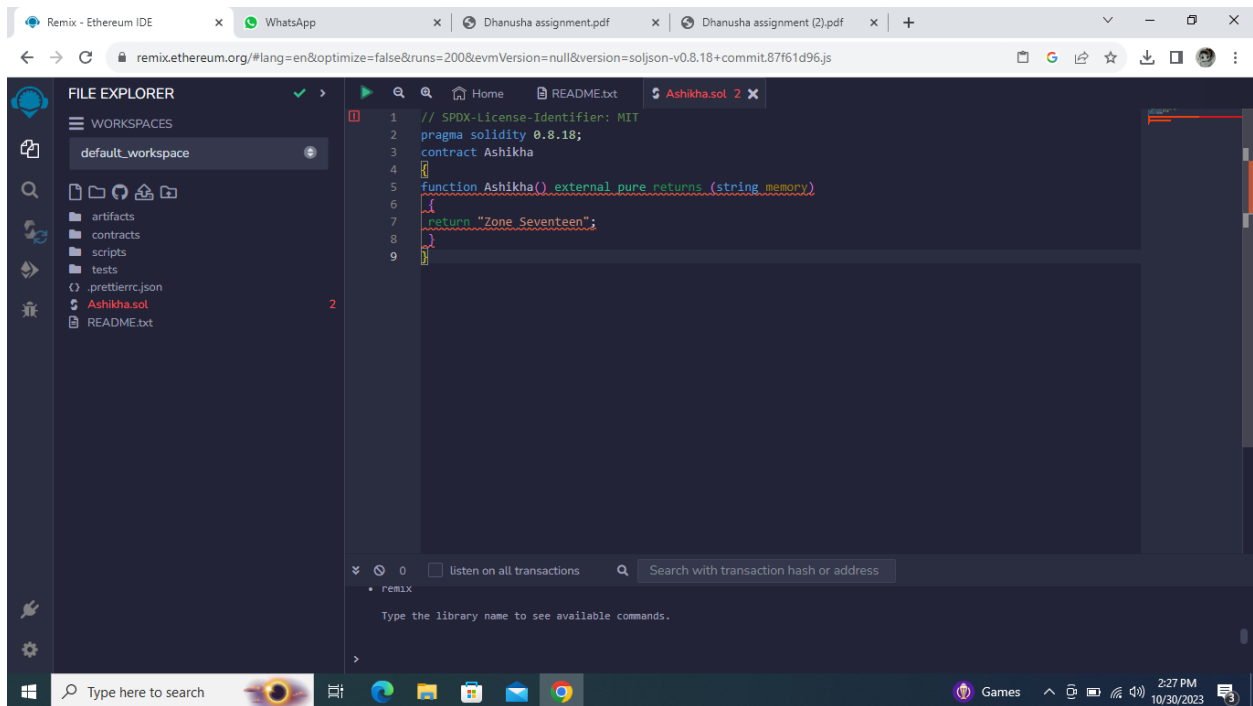 Remix - Ethereum IDE
WhatsApp
Dhanusha assignment.pdf
Dhanusha assignment (2).pdf
remix.ethereum.org/#lang=en&optimize=false&runs=200&evmVersion=null&version=soljson-v0.8.18+commit.87f61d96.js
FILE EXPLORER
Home
README.txt
Ashikha.sol 2
WORKSPACES
default_workspace
artifacts
contracts
scripts
tests
{} .prettierrc.json
Ashikha.sol 2
README.txt
1 // SPDX-License-Identifier: MIT
2 pragma solidity 0.8.18;
3 contract Ashikha
4 {
5 function Ashikha() external pure returns (string memory)
6 {
7 return "Zone Seventeen";
8 }
9 }
0 listen on all transactions
Search with transaction hash or address
• remix
Type the library name to see available commands.
>
Type here to search
Games
2:27 PM
10/30/2023
3